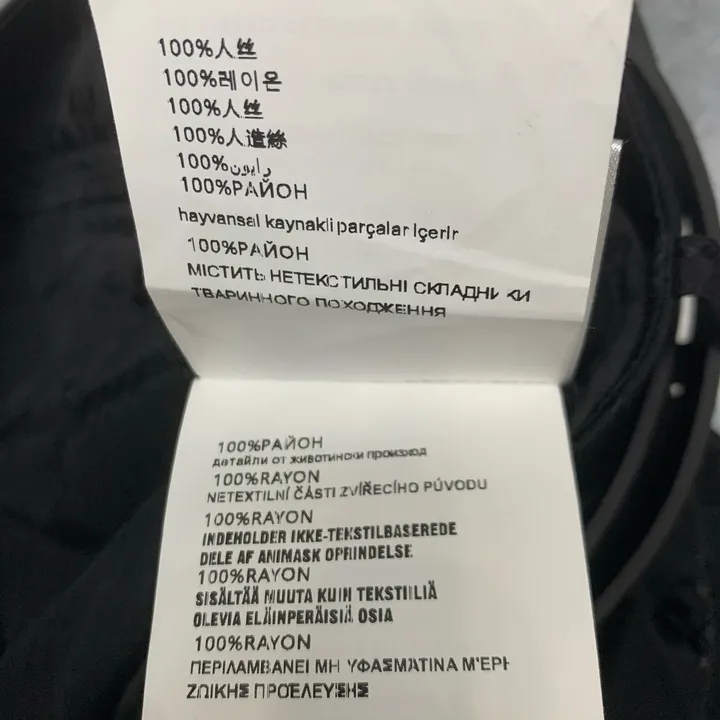 100%人丝
100%레이온
100%人丝
100%人造絲
100%رايون
100%РАЙОН
hayvansal kaynakli parçalar İçerir
100%РАЙОН
МІСТИТЬ НЕТЕКСТИЛЬНІ СКЛАДНИКИ
ТВАРИННОГО ПОХОДЖЕННЯ
100%РАЙОН
детайли от животински произход
100%RAYON
NETEXTILNÍ ČÁSTI ZVÍŘECÍHO PŮVODU
100%RAYON
INDEHOLDER IKKE-TEKSTILBASEREDE
DELE AF ANIMASK OPRINDELSE.
100%RAYON
SISÄLTÄÄ MUUTA KUIN TEKSTIILIÄ
OLEVIA ELÄINPERÄISIÄ OSIA
100%RAYON
ΠΕΡΙΛΑΜΒΑΝΕΙ ΜΗ ΥΦΑΣΜΑΤΙΝΑ ΜΈΡΗ
ΖΩΙΚΗΣ ΠΡΟΕΛΕΥΣΗΣ